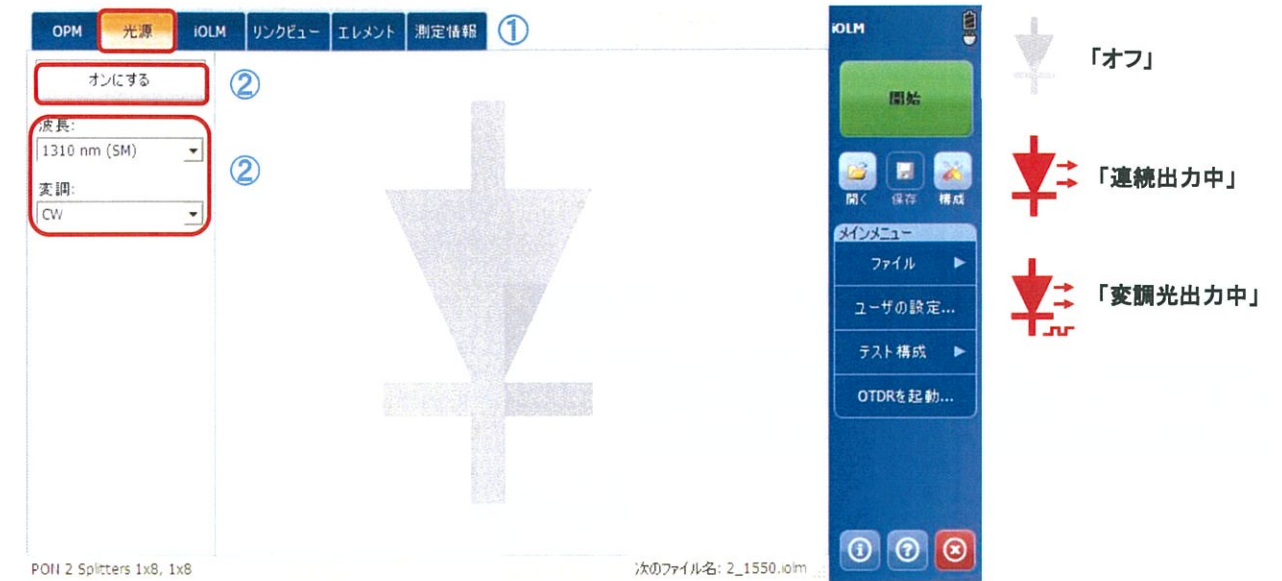 OPM 光源 iOLM リンクビュー エレメント 測定情報 ①
オンにする ②
波長:
1310 nm (SM) ②
変調:
CW
PON 2 Splitters 1x8, 1x8
次のファイル名: 2_1550.iolm
iOLM
開始
開く 保存 構成
メインメニュー
ファイル
ユーザの設定...
テスト構成
OTDRを起動...
「オフ」
「連続出力中」
「変調光出力中」